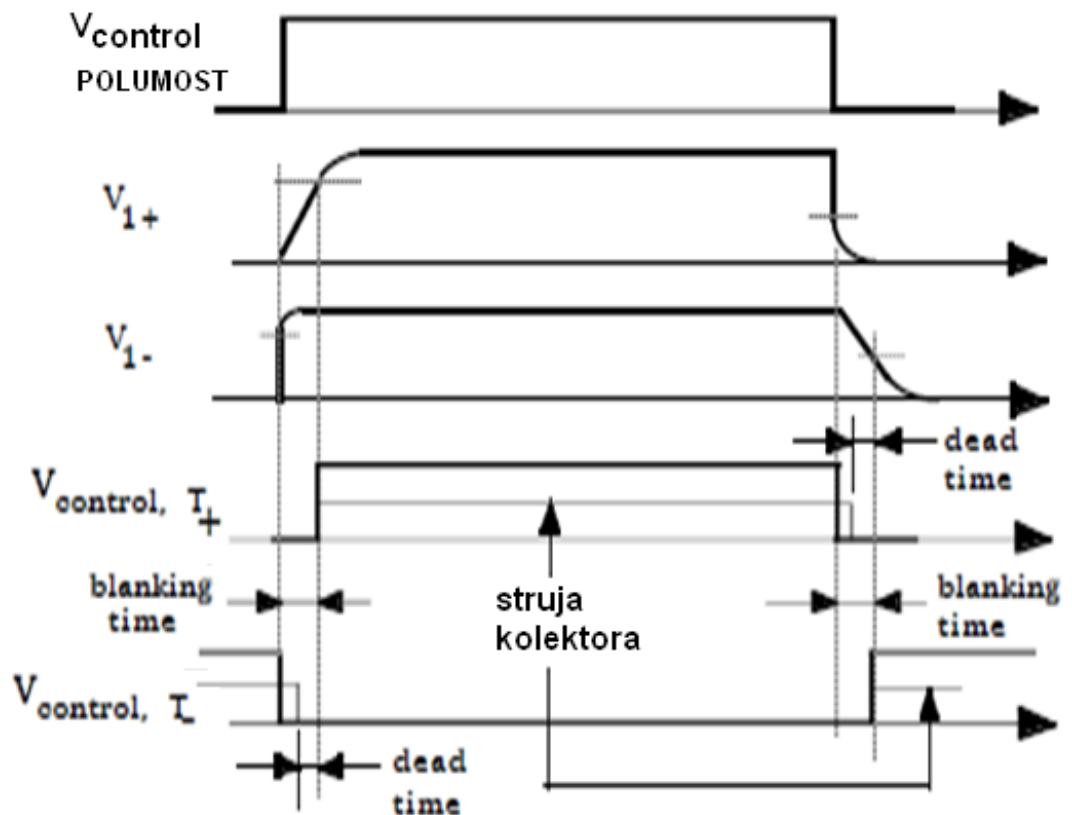 Vcontrol
POLUMOST
V1+
V1-
dead
time
Vcontrol, T+
blanking
time
struja
kolektora
blanking
time
Vcontrol, T-
dead
time